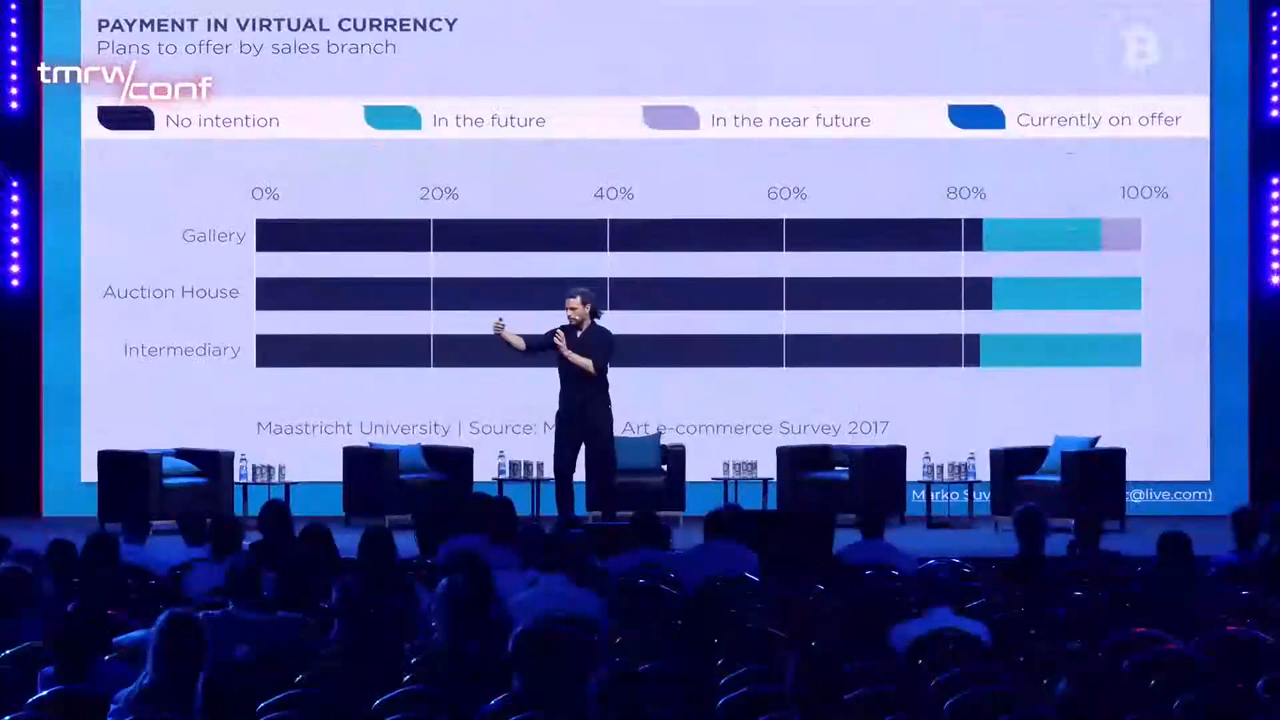 PAYMENT IN VIRTUAL CURRENCY
Plans to offer by sales branch
tmrw/conf
No intention In the future In the near future Currently on offer
0% 20% 40% 60% 80% 100%
Gallery
Auction House
Intermediary
Maastricht University | Source: Art e-commerce Survey 2017
Marko c@live.com)